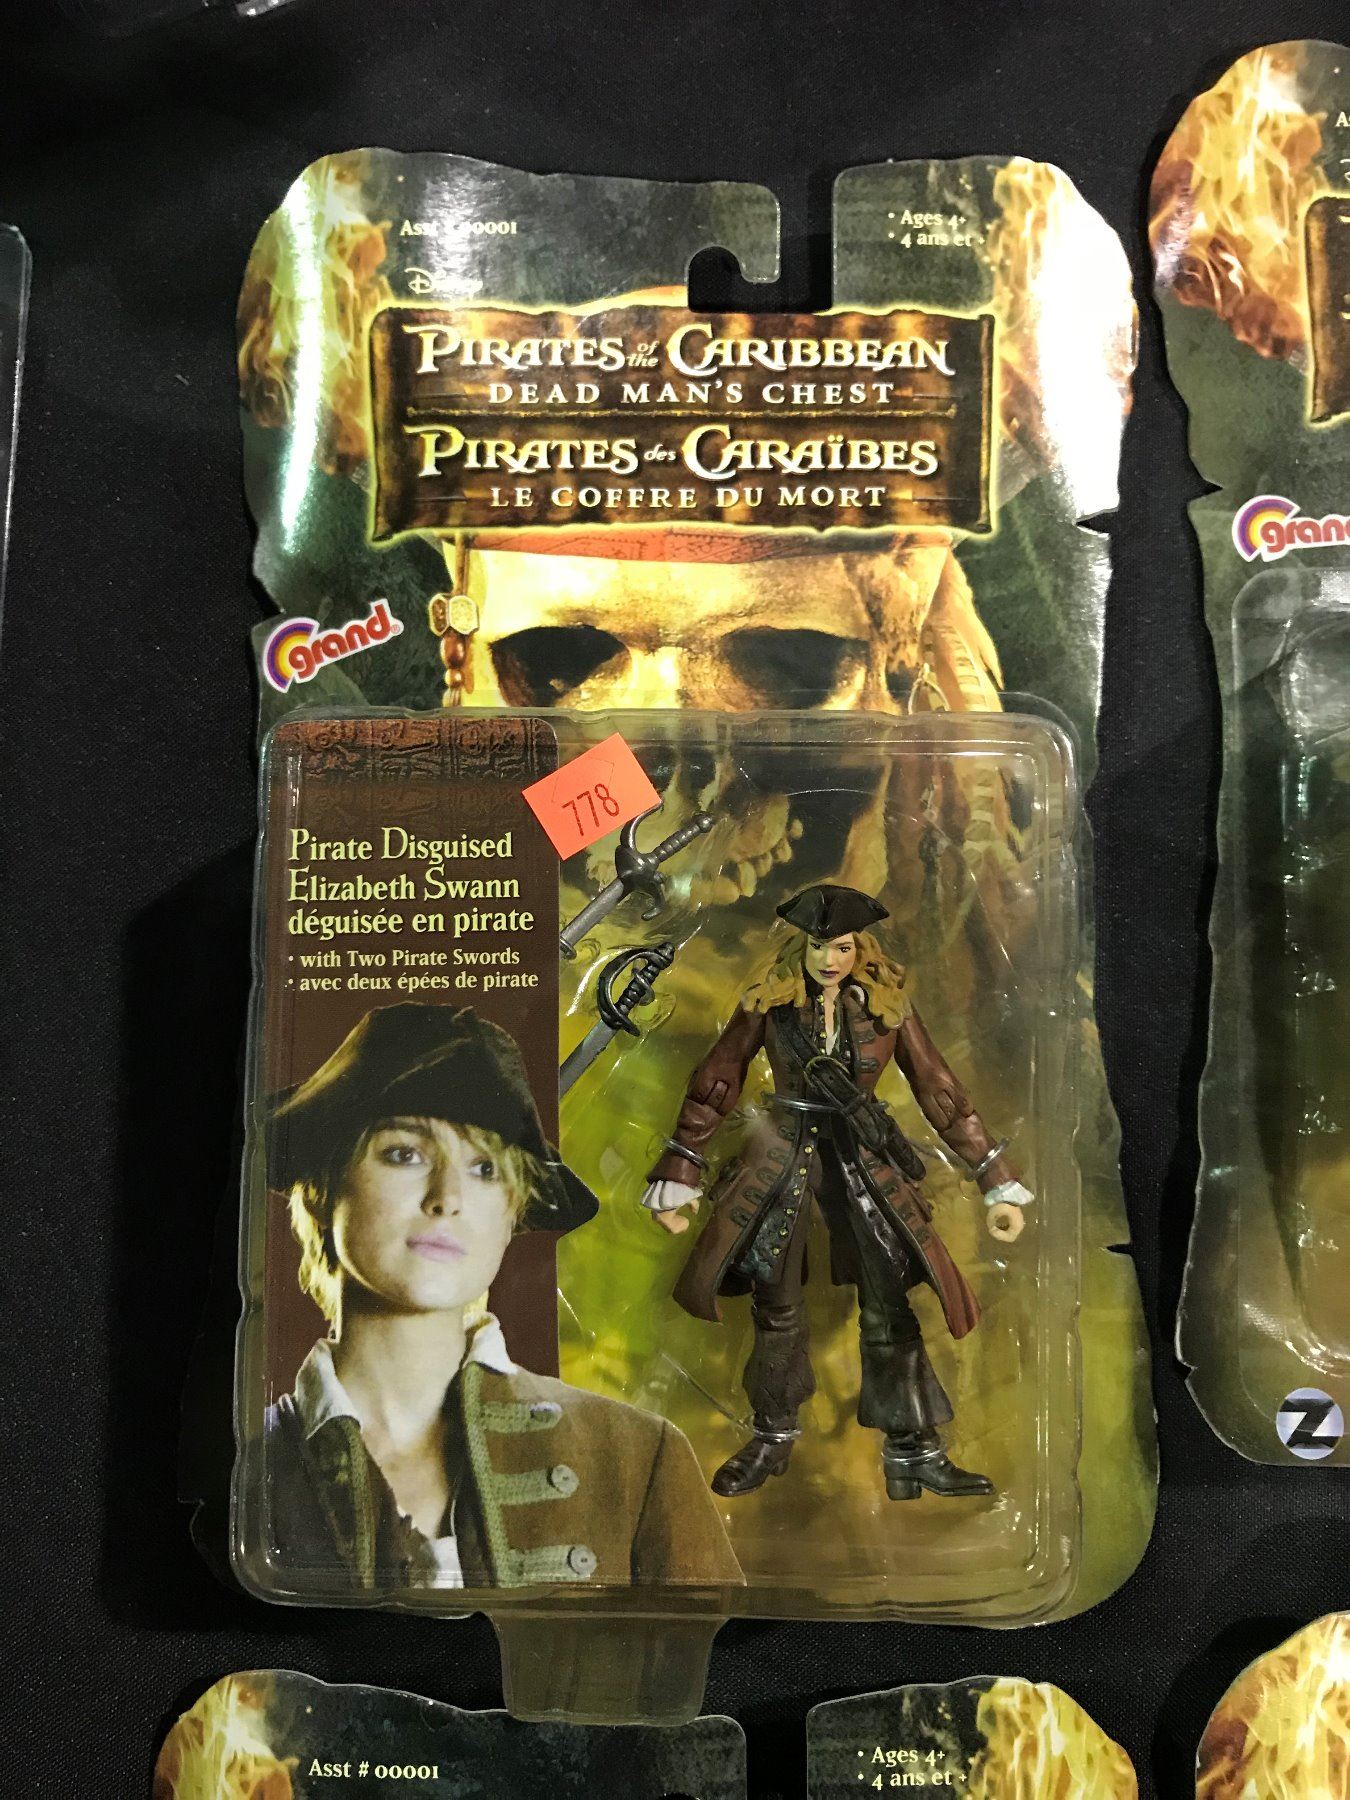 Asst # 00001
• Ages 4+
• 4 ans et +
Disney
PIRATES of the CARIBBEAN
DEAD MAN'S CHEST
PIRATES des CARAÏBES
LE COFFRE DU MORT
grand
grand
778
Pirate Disguised
Elizabeth Swann
déguisée en pirate
• with Two Pirate Swords
• avec deux épées de pirate
Z
Asst # 00001
• Ages 4+
• 4 ans et +